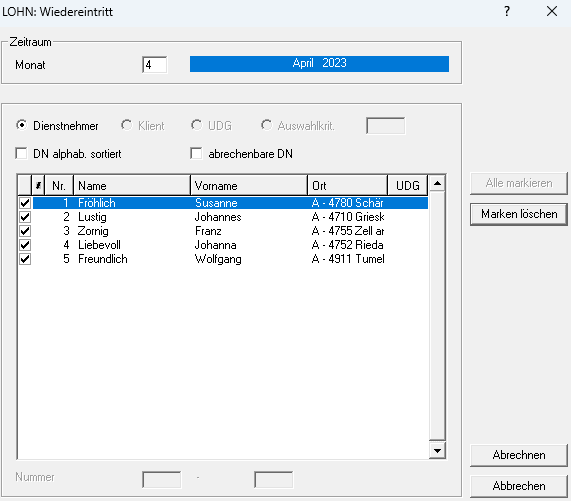 LOHN: Wiedereintritt ?
Zeitraum
Monat 4 April 2023
Dienstnehmer Klient UDG Auswahlkrit.
DN alphab. sortiert abrechenbare DN
Nr. Name Vorname Ort UDG
1 Fröhlich Susanne A - 4780 Schär
2 Lustig Johannes A - 4710 Griesk
3 Zornig Franz A - 4755 Zell ar
4 Liebevoll Johanna A - 4752 Rieda
5 Freundlich Wolfgang A - 4911 Tumel
Alle markieren
Marken löschen
Abrechnen
Nummer -
Abbrechen